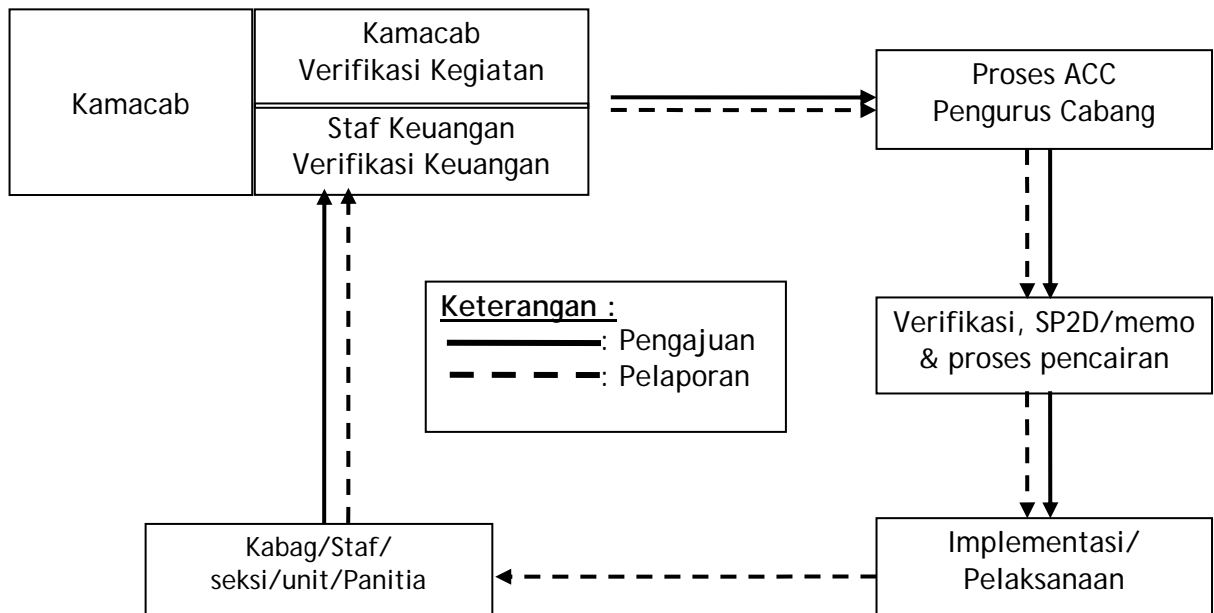 Kamacab
Kamacab
Verifikasi Kegiatan
Staf Keuangan
Verifikasi Keuangan
Proses ACC
Pengurus Cabang
Keterangan :
: Pengajuan
: Pelaporan
Verifikasi, SP2D/memo
& proses pencairan
Kabag/Staf/
seksi/unit/Panitia
Implementasi/
Pelaksanaan